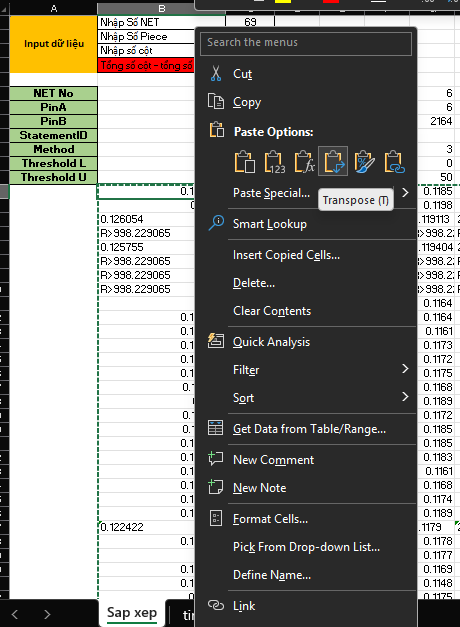 A
B
Nhập Số NET
69
Nhập Số Piece
Input dữ liệu
Nhập số cột
Tổng số cột - tổng số
NET No
6
PinA
6
PinB
2164
StatementID
Method
3
Threshold L
0
Threshold U
50
Search the menus
Cut
Copy
Paste Options:
123
fx
Paste Special...
Transpose (T)
Smart Lookup
Insert Copied Cells...
Delete...
Clear Contents
Quick Analysis
Filter
Sort
Get Data from Table/Range...
New Comment
New Note
Format Cells...
Pick From Drop-down List...
Define Name...
Link
0.1
0.1185
0.1198
0.126054
R>998.229065
0.125755
R>998.229065
R>998.229065
0.1164
0.1164
0.1161
0.1173
0.1172
0.1175
0.1168
0.1189
0.1172
0.1185
0.1185
0.1183
0.1161
0.1168
0.1174
0.1189
0.122422
0.1178
0.1177
0.1169
0.1148
0.1175
Sap xep